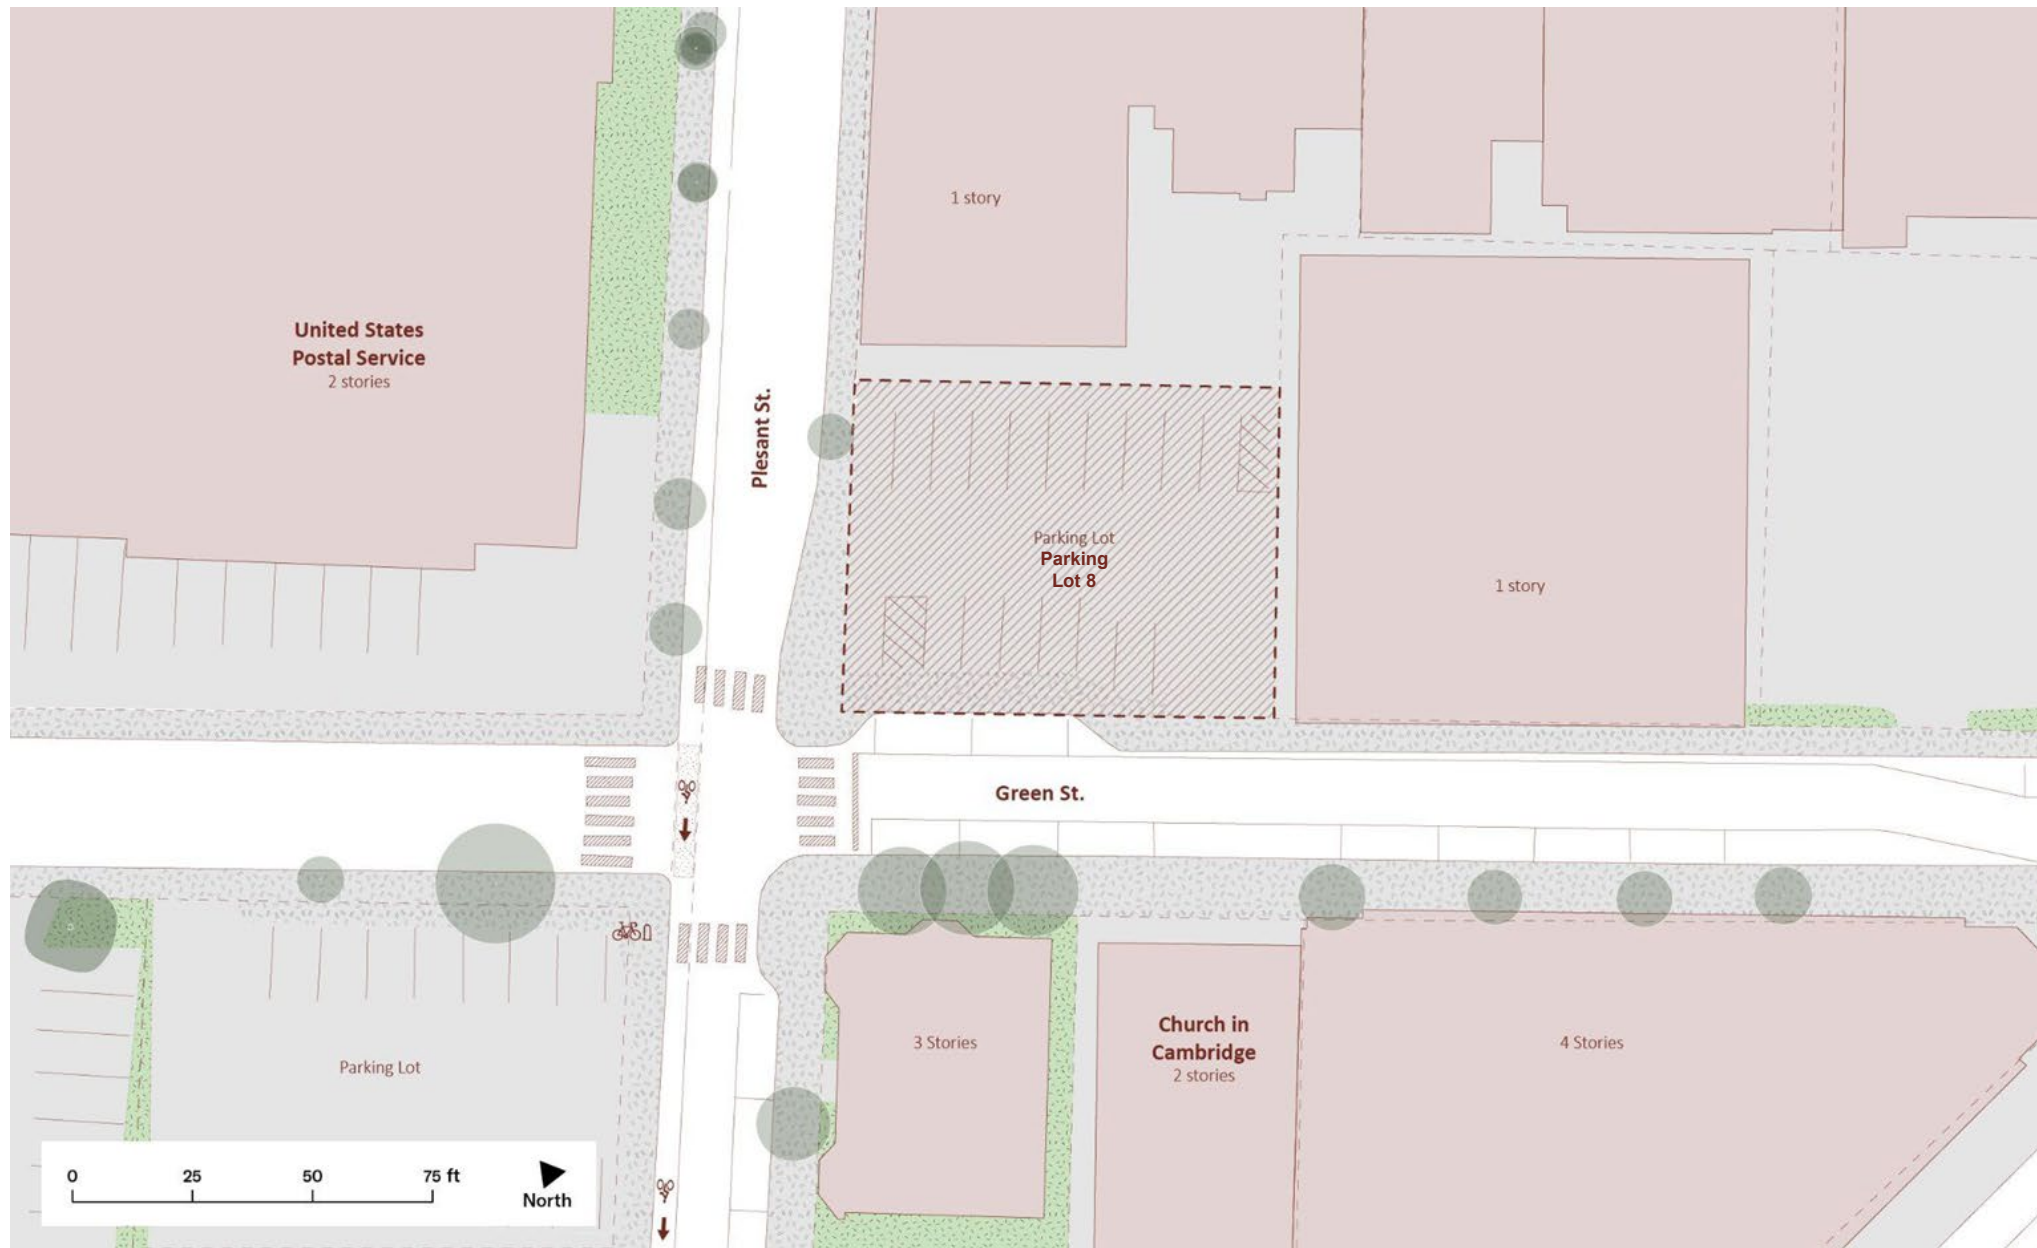 1 story
United States
Postal Service
2 stories
Plesant St.
Parking Lot
Parking
Lot 8
1 story
Green St.
Church in
Cambridge
2 stories
3 Stories
4 Stories
Parking Lot
0 25 50 75 ft
North